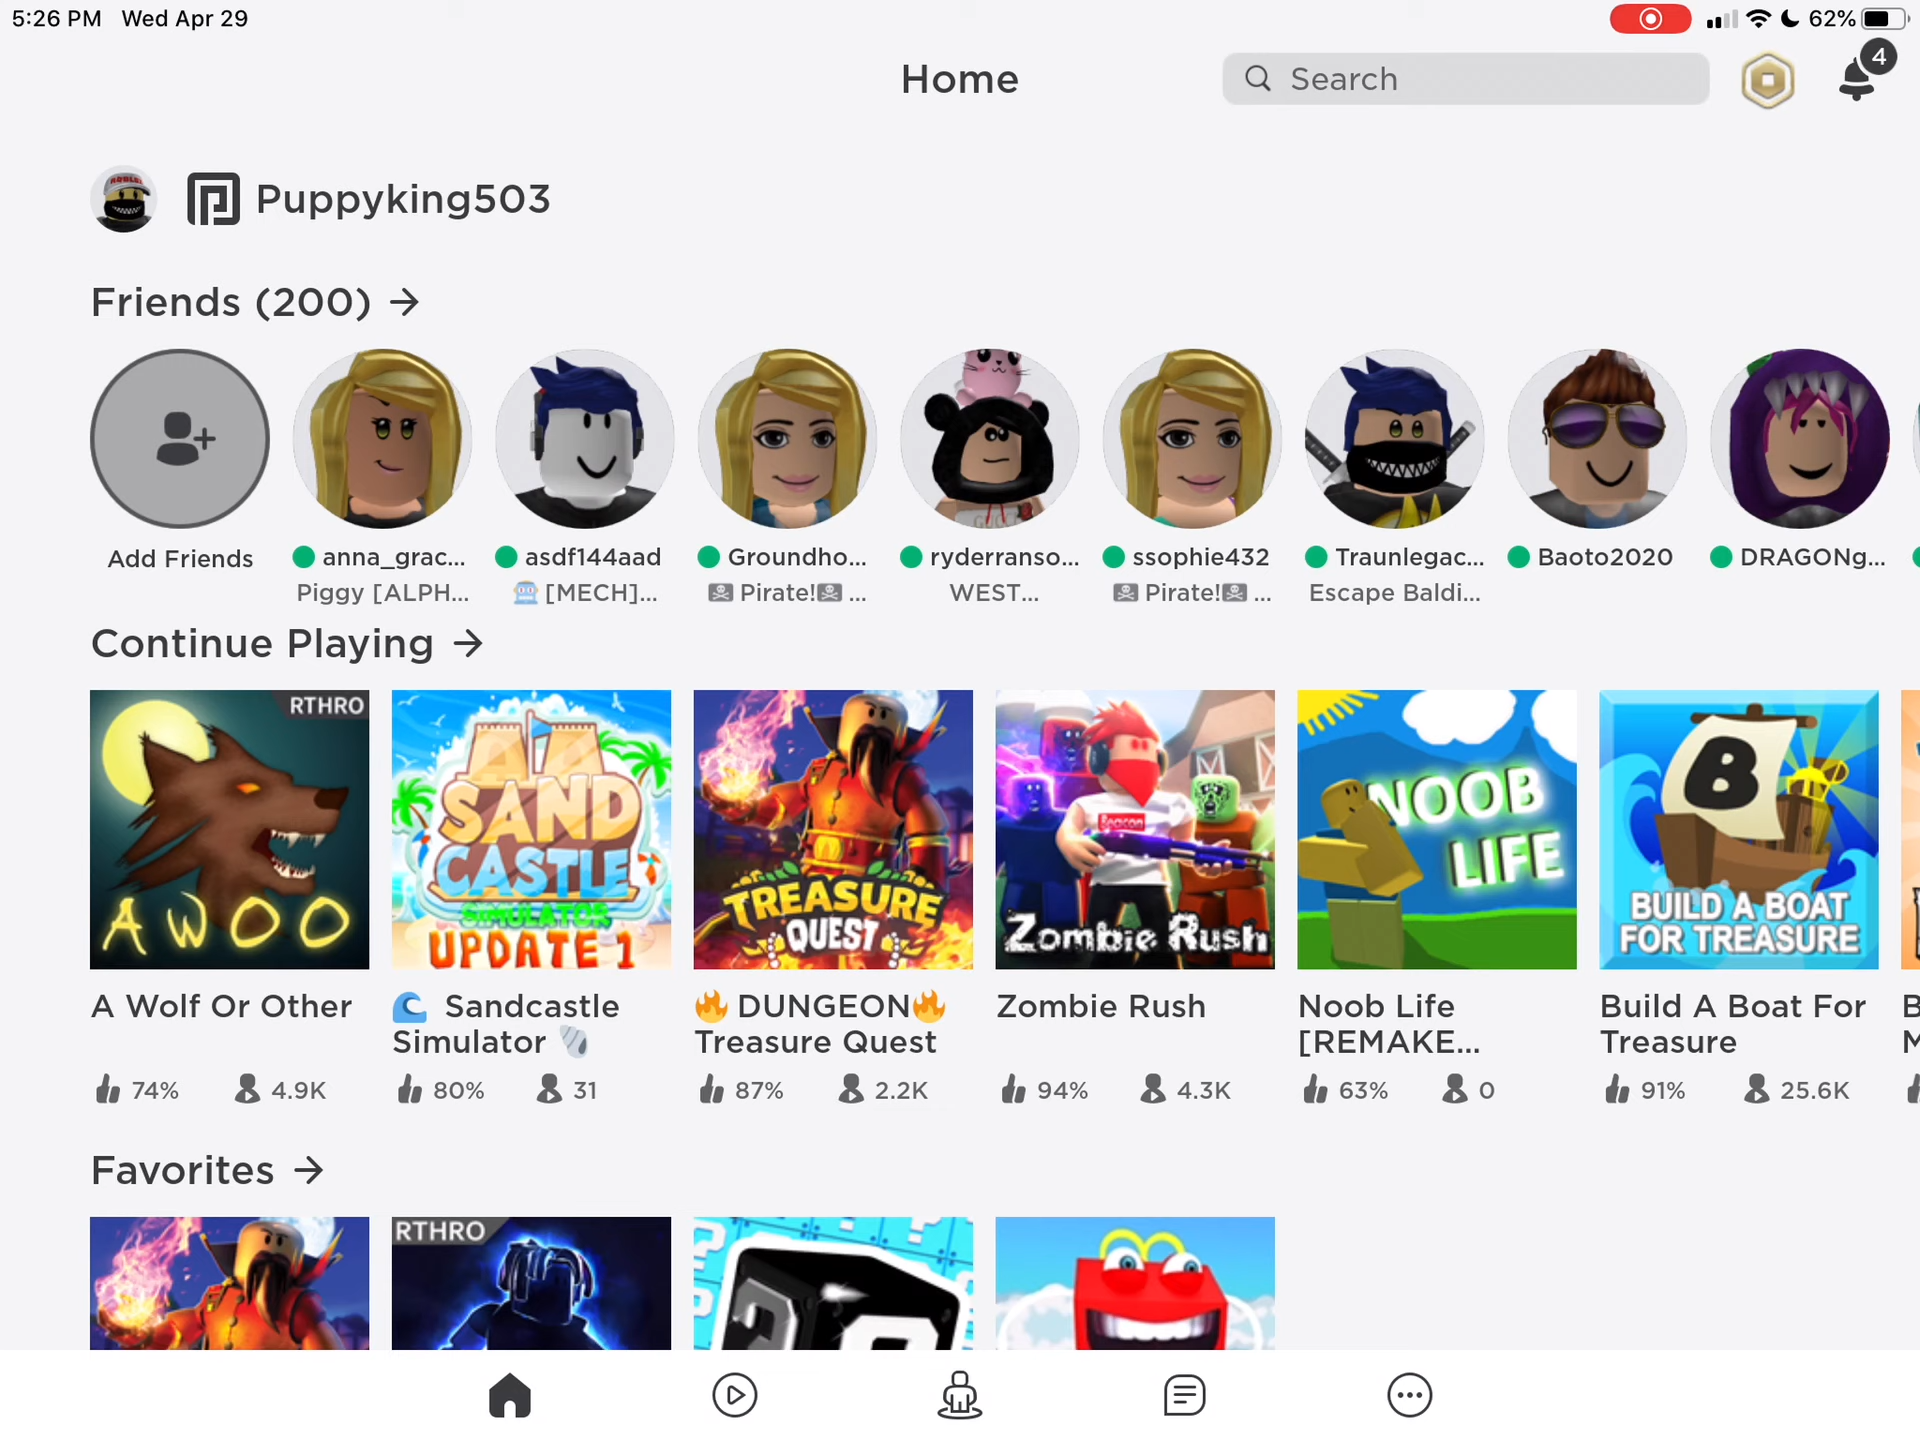 5:26 PM Wed Apr 29
62%
Home
Search
4
Puppyking503
Friends (200)
Add Friends
anna_grac...
asdf144aad
Groundho...
ryderranso...
ssophie432
Traunlegac...
Baoto2020
DRAGONg...
Piggy [ALPH...
[MECH]...
Pirate! ...
WEST...
Pirate! ...
Escape Baldi...
Continue Playing
RTHRO
AWOO
SAND
CASTLE
SIMULATOR
UPDATE 1
TREASURE
QUEST
Zombie Rush
NOOB
LIFE
B
BUILD A BOAT
FOR TREASURE
A Wolf Or Other
Sandcastle
Simulator
DUNGEON
Treasure Quest
Zombie Rush
Noob Life
[REMAKE...
Build A Boat For
Treasure
74% 4.9K
80% 31
87% 2.2K
94% 4.3K
63% 0
91% 25.6K
Favorites
RTHRO